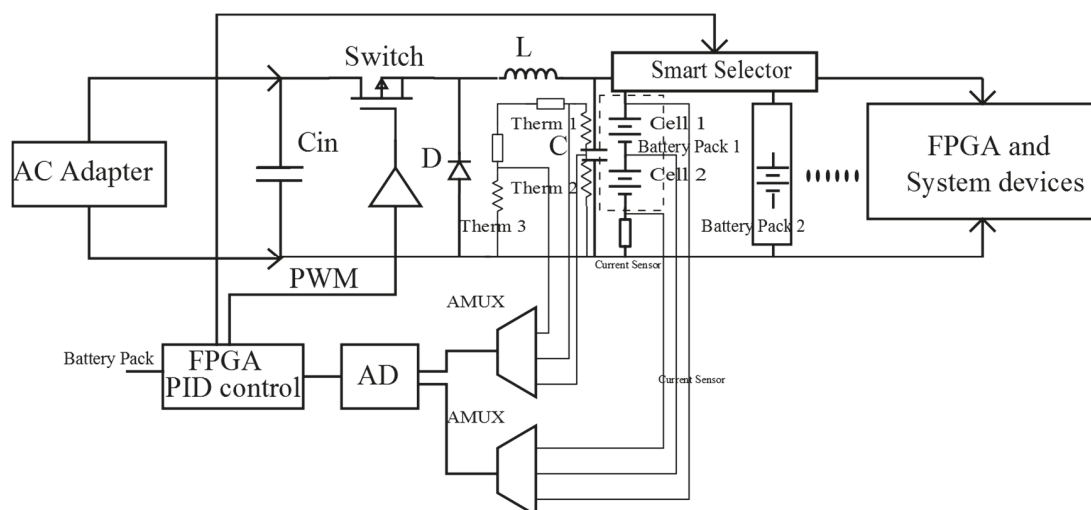 Switch
L
Smart Selector
Therm 1
Cell 1
Cin
C
Battery Pack 1
AC Adapter
D
FPGA and
System devices
Therm 2
Cell 2
Therm 3
Battery Pack 2
Current Sensor
PWM
AMUX
Battery Pack
FPGA
PID control
AD
Current Sensor
AMUX